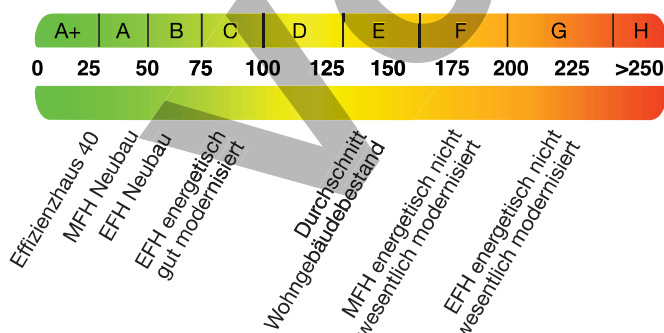 A+ A B C D E F G H
0 25 50 75 100 125 150 175 200 225 >250
Effizienzhaus 40
MFH Neubau
EFH Neubau
EFH energetisch
gut modernisiert
Durchschnitt
Wohngebäudebestand
MFH energetisch nicht
wesentlich modernisiert
EFH energetisch nicht
wesentlich modernisiert